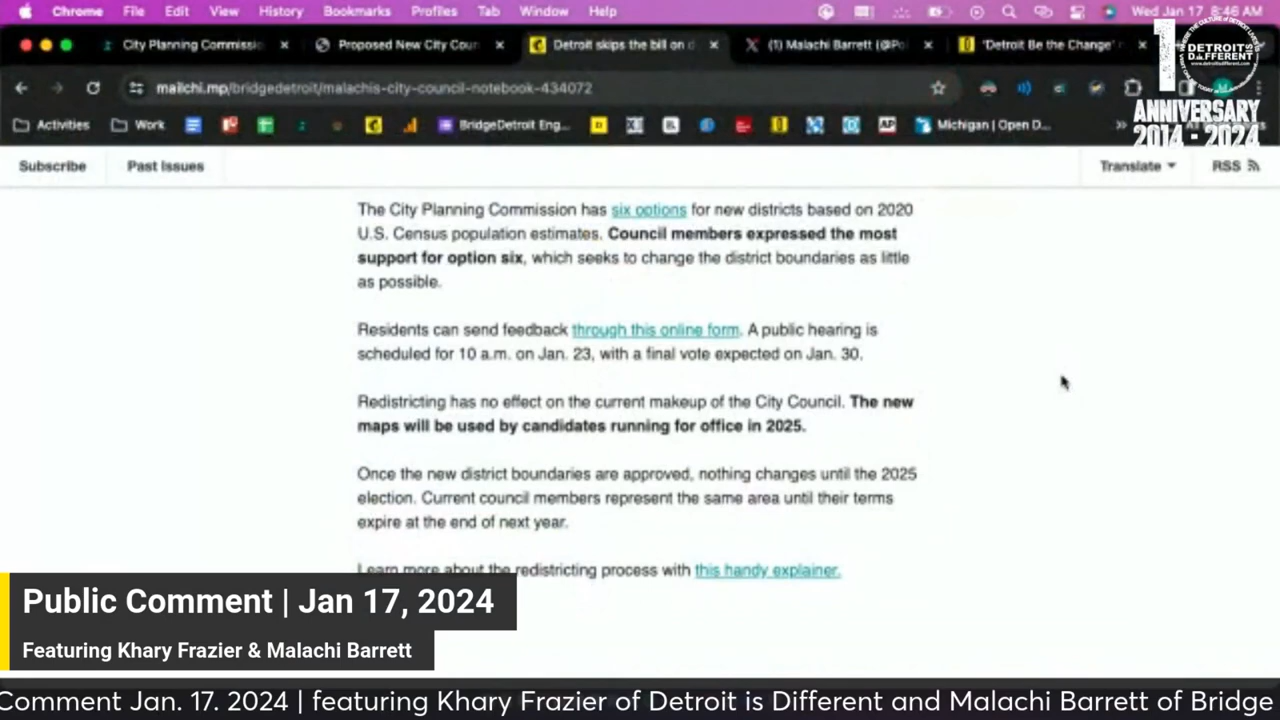 Chrome File Edit View History Bookmarks Profiles Tab Window Help Wed Jan 17 8:46 AM
City Planning Commissio Proposed New City Coun Detroit skips the bill on d (1) Malachi Barrett (@Po 'Detroit Be the Change'
mailchi.mp/bridgedetroit/malachis-city-council-notebook-434072
Activities Work BridgeDetroit Eng... Michigan | Open D...
10
DETROIT IS DIFFERENT
www.detroitisdifferent.com
ANNIVERSARY
2014 - 2024
Subscribe Past Issues Translate RSS
The City Planning Commission has six options for new districts based on 2020
U.S. Census population estimates. Council members expressed the most
support for option six, which seeks to change the district boundaries as little
as possible.
Residents can send feedback through this online form. A public hearing is
scheduled for 10 a.m. on Jan. 23, with a final vote expected on Jan. 30.
Redistricting has no effect on the current makeup of the City Council. The new
maps will be used by candidates running for office in 2025.
Once the new district boundaries are approved, nothing changes until the 2025
election. Current council members represent the same area until their terms
expire at the end of next year.
Learn more about the redistricting process with this handy explainer.
Public Comment | Jan 17, 2024
Featuring Khary Frazier & Malachi Barrett
Comment Jan. 17. 2024 | featuring Khary Frazier of Detroit is Different and Malachi Barrett of Bridge